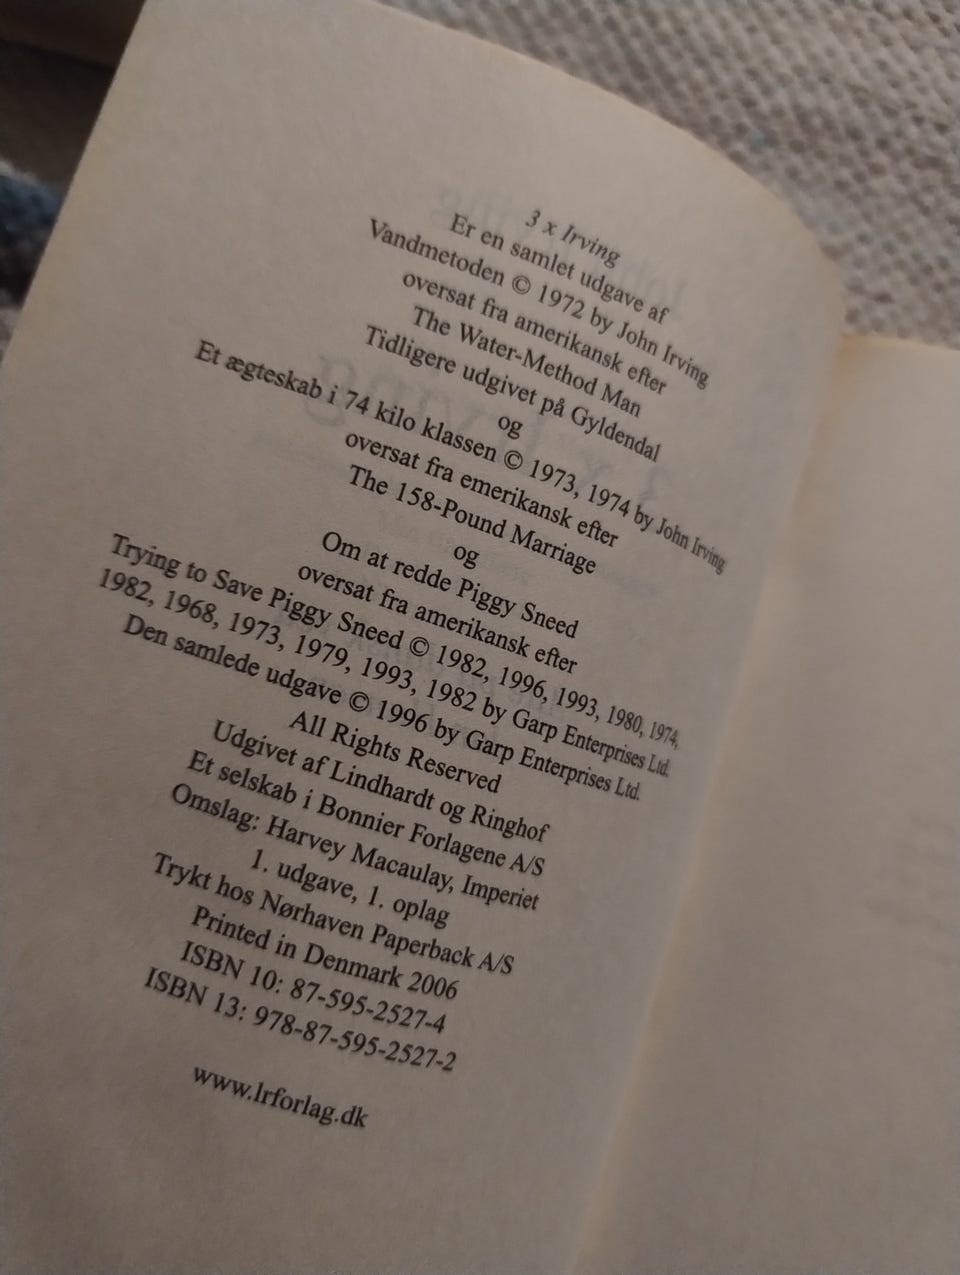 3 x Irving
Er en samlet udgave af
Vandmetoden © 1972 by John Irving
oversat fra amerikansk efter
The Water-Method Man
Tidligere udgivet på Gyldendal
og
Et ægteskab i 74 kilo klassen © 1973, 1974 by John Irving
oversat fra emerikansk efter
The 158-Pound Marriage
og
Om at redde Piggy Sneed
oversat fra amerikansk efter
Trying to Save Piggy Sneed © 1982, 1996, 1993, 1980, 1974,
1982, 1968, 1973, 1979, 1993, 1982 by Garp Enterprises Ltd.
Den samlede udgave © 1996 by Garp Enterprises Ltd.
All Rights Reserved
Udgivet af Lindhardt og Ringhof
Et selskab i Bonnier Forlagene A/S
Omslag: Harvey Macaulay, Imperiet
1. udgave, 1. oplag
Trykt hos Nørhaven Paperback A/S
Printed in Denmark 2006
ISBN 10: 87-595-2527-4
ISBN 13: 978-87-595-2527-2
www.lrforlag.dk